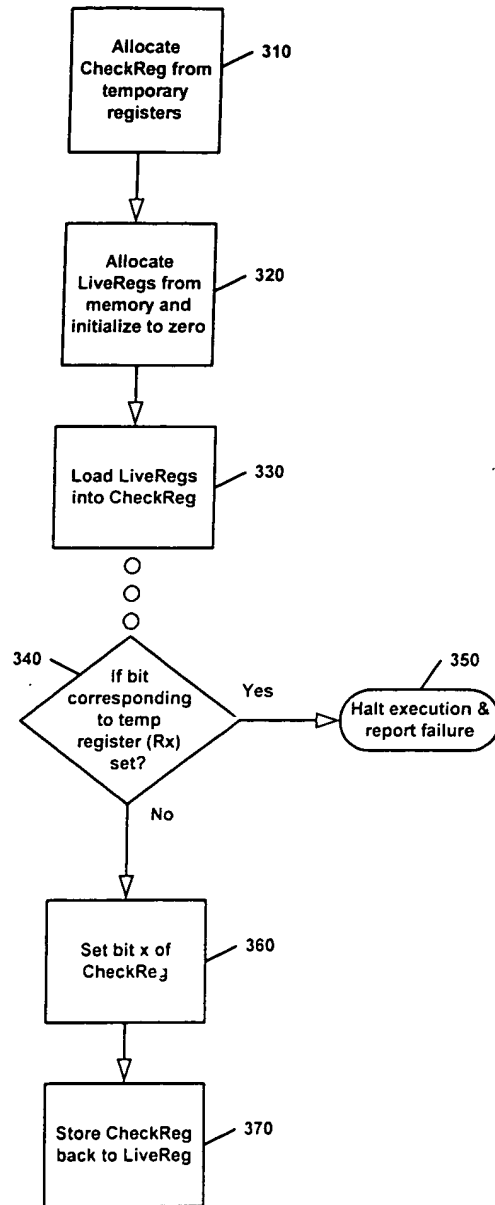 Allocate
CheckReg from
temporary
registers
310
Allocate
LiveRegs from
memory and
initialize to zero
320
Load LiveRegs
into CheckReg
330
340
If bit
corresponding
to temp
register (Rx)
set?
Yes
350
Halt execution &
report failure
No
Set bit x of
CheckReg
360
Store CheckReg
back to LiveReg
370